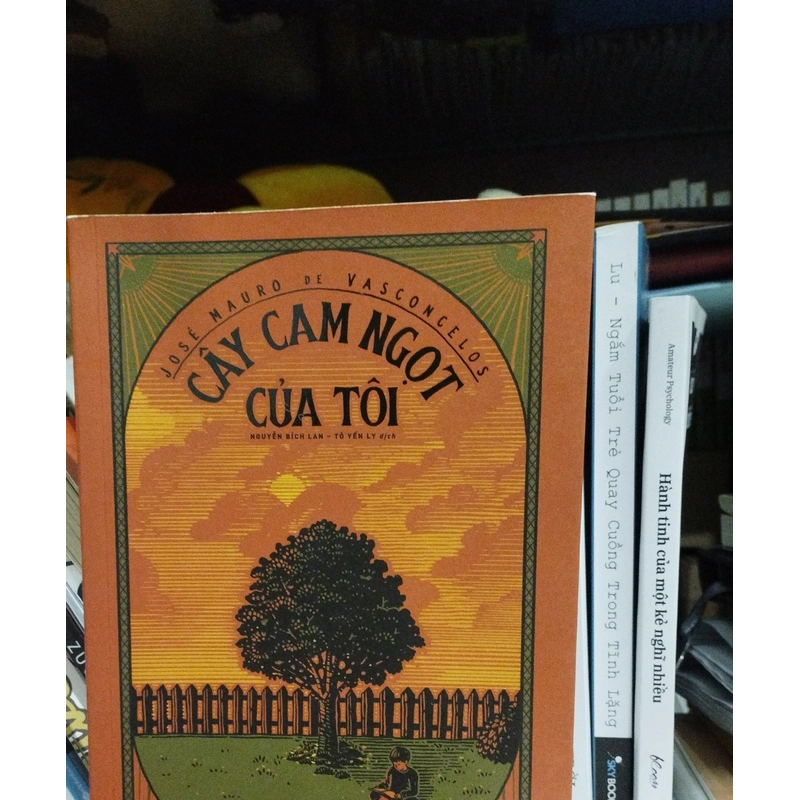 JOSÉ MAURO DE VASCONCELOS
CÂY CAM NGỌT
CỦA TÔI
NGUYỄN BÍCH LAN – TÔ YẾN LY dịch
Lu – Ngắm Tuổi Trẻ Quay Cuồng Trong Tĩnh Lặng
SKYBOO
Amateur Psychology
Hành tinh của một kẻ nghĩ nhiều